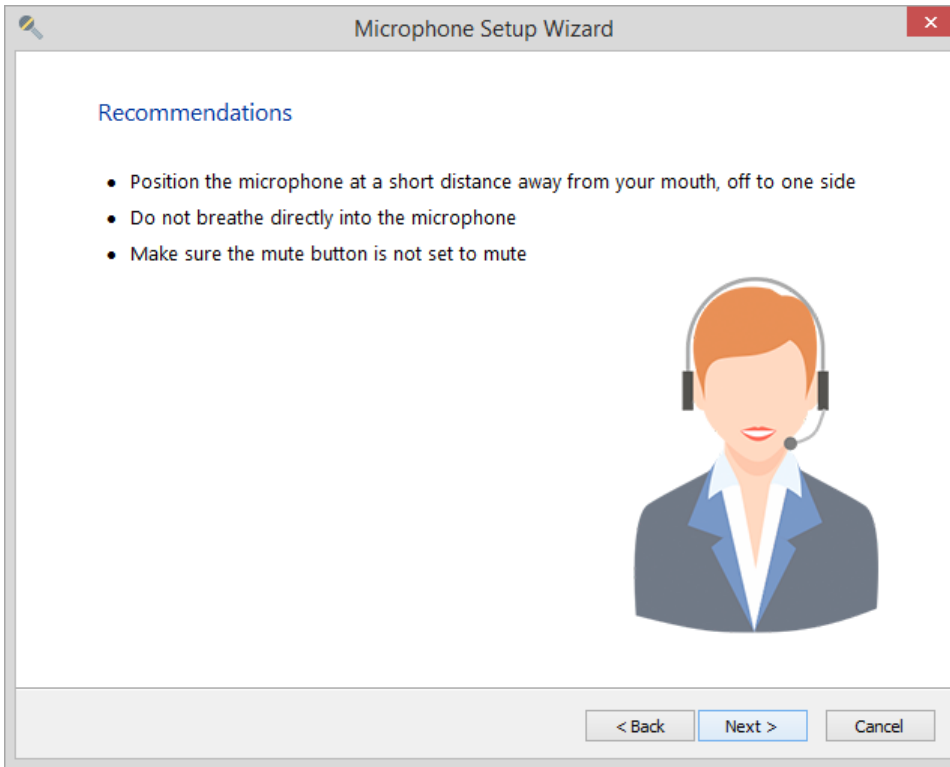 Microphone Setup Wizard
Recommendations
● Position the microphone at a short distance away from your mouth, off to one side
● Do not breathe directly into the microphone
● Make sure the mute button is not set to mute
< Back Next > Cancel